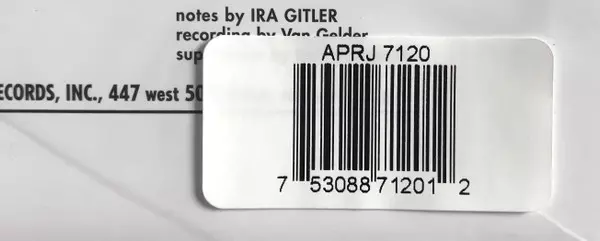 notes by IRA GITLER
recording by Van Gelder
sup
ECORDS, INC., 447 west 50
APRJ 7120
7 53088 71201 2